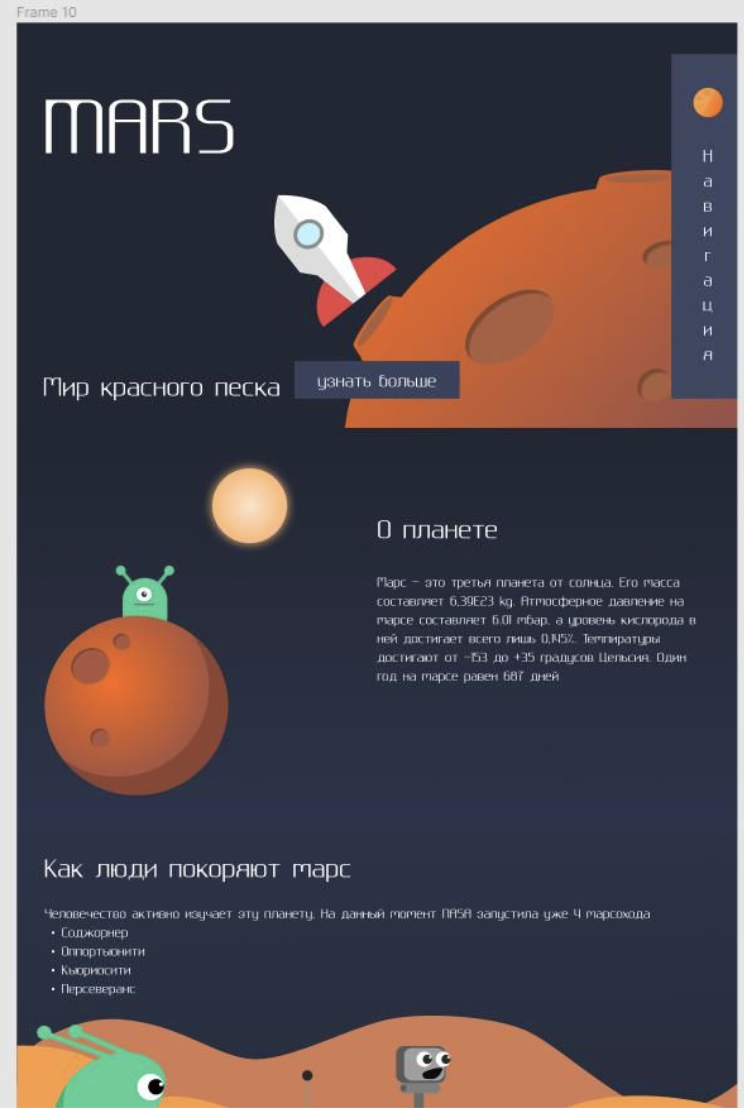 Frame 10
MARS
Навигация
Мир красного песка
узнать больше
О планете
Марс - это третья планета от солнца. Его масса
составляет 6,39E23 kg. Атмосферное давление на
марсе составляет 6.01 мбар, а уровень кислорода в
ней достигает всего лишь 0,145%. Темпиратуры
достигают от -153 до +35 градусов Цельсия. Один
год на марсе равен 687 дней
Как люди покоряют марс
Человечество активно изучает эту планету. На данный момент NASA запустила уже 4 марсохода
• Соджорнер
• Оппортьюнити
• Кьюриосити
• Персеверанс